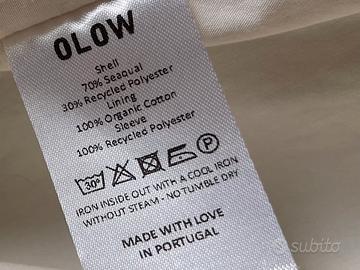 OLOW
Shell
70% Seaqual
30% Recycled Polyester
Lining
100% Organic Cotton
Sleeve
100% Recycled Polyester
30°
P
IRON INSIDE OUT WITH A COOL IRON
WITHOUT STEAM - NO TUMBLE DRY
MADE WITH LOVE
IN PORTUGAL
subito